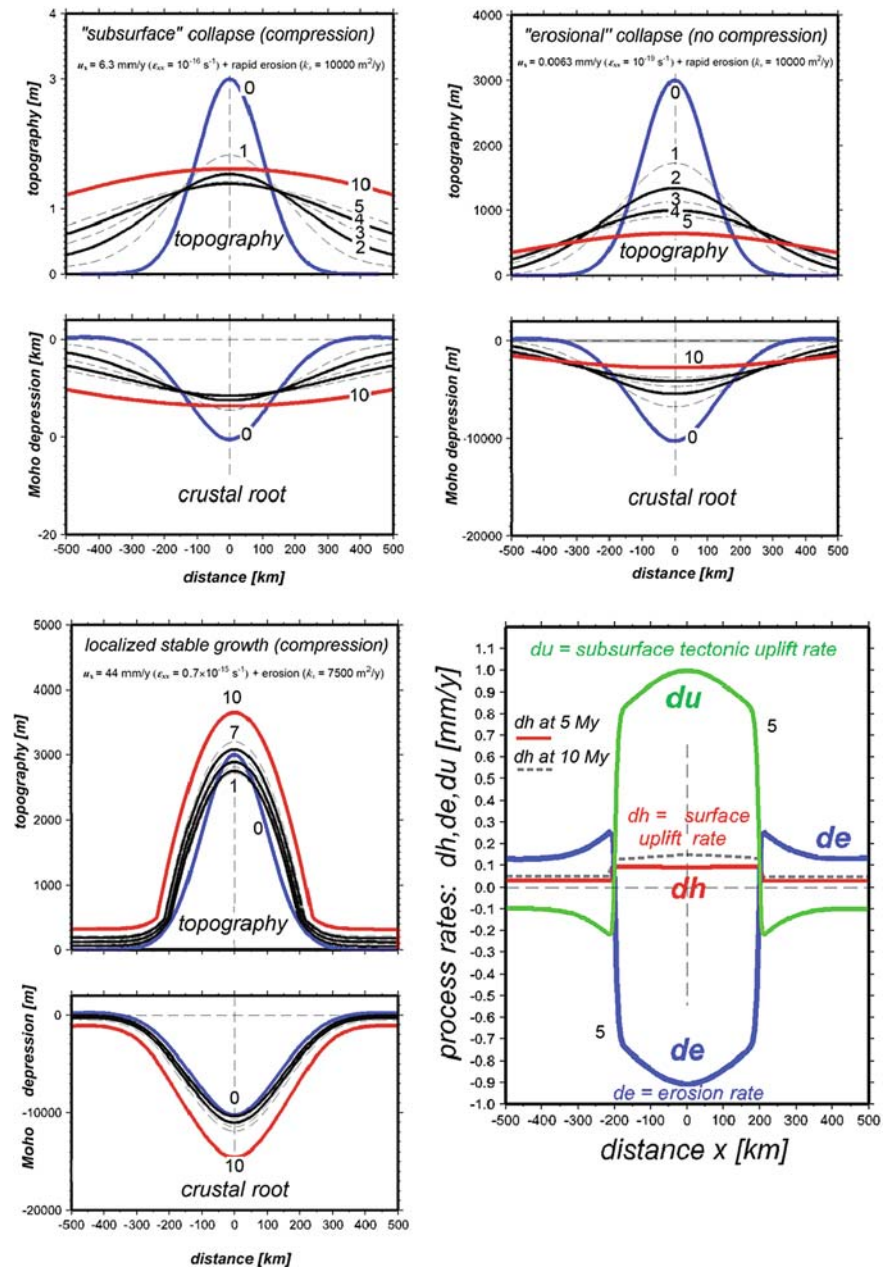 "subsurface" collapse (compression)
uₓ = 6.3 mm/y (εₓₓ = 10⁻¹⁶ s⁻¹) + rapid erosion (kₛ = 10000 m²/y)
topography [m]
4
3
1
0
0
1
10
5
4
3
2
topography
Moho depression [km]
0
0
-20
10
0
crustal root
-500 -400 -300 -200 -100 0 100 200 300 400 500
distance [km]
"erosional" collapse (no compression)
uₓ = 0.0063 mm/y (εₓₓ = 10⁻¹⁹ s⁻¹) + rapid erosion (kₛ = 10000 m²/y)
topography [m]
4000
3000
2000
1000
0
0
1
2
3
4
5
10
topography
Moho depression [km]
0
-10000
-20000
10
0
crustal root
-500 -400 -300 -200 -100 0 100 200 300 400 500
distance [km]
localized stable growth (compression)
uₓ = 44 mm/y (εₓₓ = 0.7×10⁻¹⁵ s⁻¹) + erosion (kₛ = 7500 m²/y)
topography [m]
5000
4000
3000
2000
1000
0
10
7
1
0
topography
Moho depression [m]
0
-10000
-20000
0
10
crustal root
-500 -400 -300 -200 -100 0 100 200 300 400 500
distance [km]
process rates: dh,de,du [mm/y]
1.1
1.0
0.9
0.8
0.7
0.6
0.5
0.4
0.3
0.2
0.1
0.0
-0.1
-0.2
-0.3
-0.4
-0.5
-0.6
-0.7
-0.8
-0.9
-1.0
du = subsurface tectonic uplift rate
du
5
dh at 5 My
dh at 10 My
dh = surface
uplift rate
de
dh
5
de
de = erosion rate
-500 -400 -300 -200 -100 0 100 200 300 400 500
distance x [km]